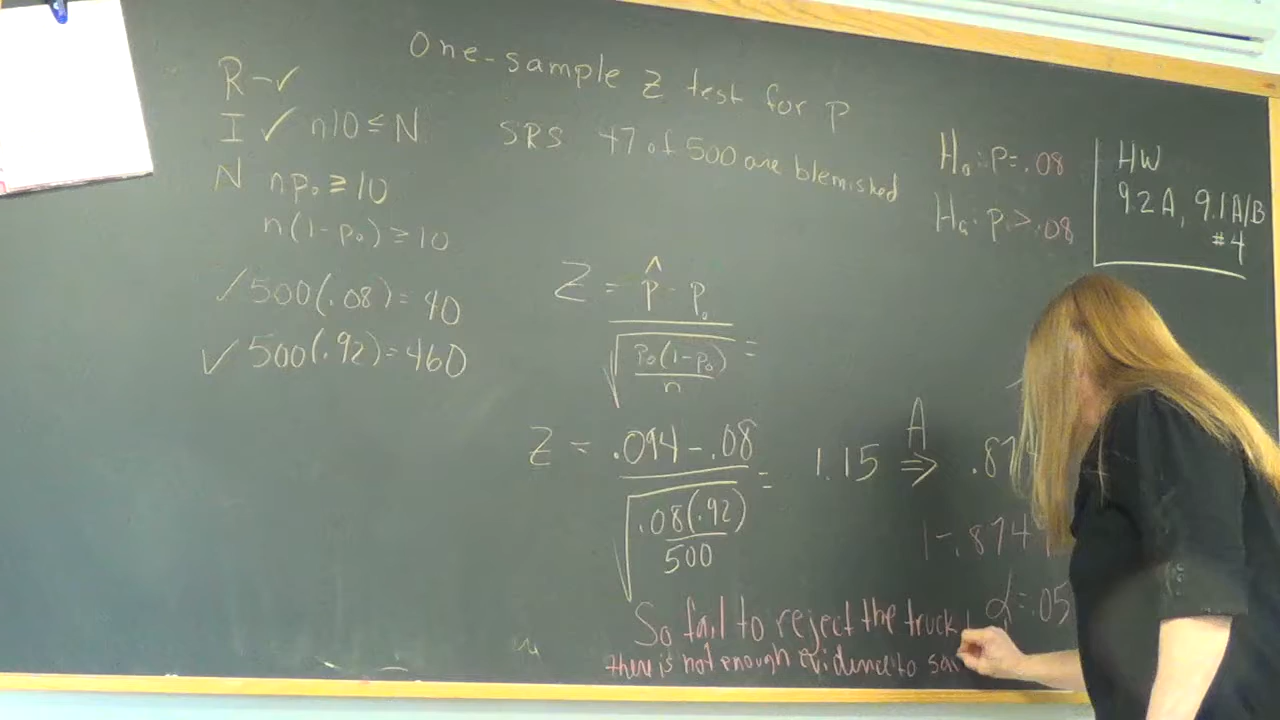 One-sample Z test for p
R-✓
I ✓ n10 ≤ N
N np₀ ≥ 10
n(1-p₀) ≥ 10
✓ 500(.08) = 40
✓ 500(.92) = 460
SRS 47 of 500 are blemished
H₀: p = .08
Hₐ: p > .08
HW
9.2A, 9.1A/B
#4
Z = p̂ - p₀
√ p₀(1-p₀) =
n
Z = .094 - .08 = 1.15 A ⇒ .874
√ .08(.92)
500
1-.874
α = .05
So fail to reject the truck
there is not enough evidence to